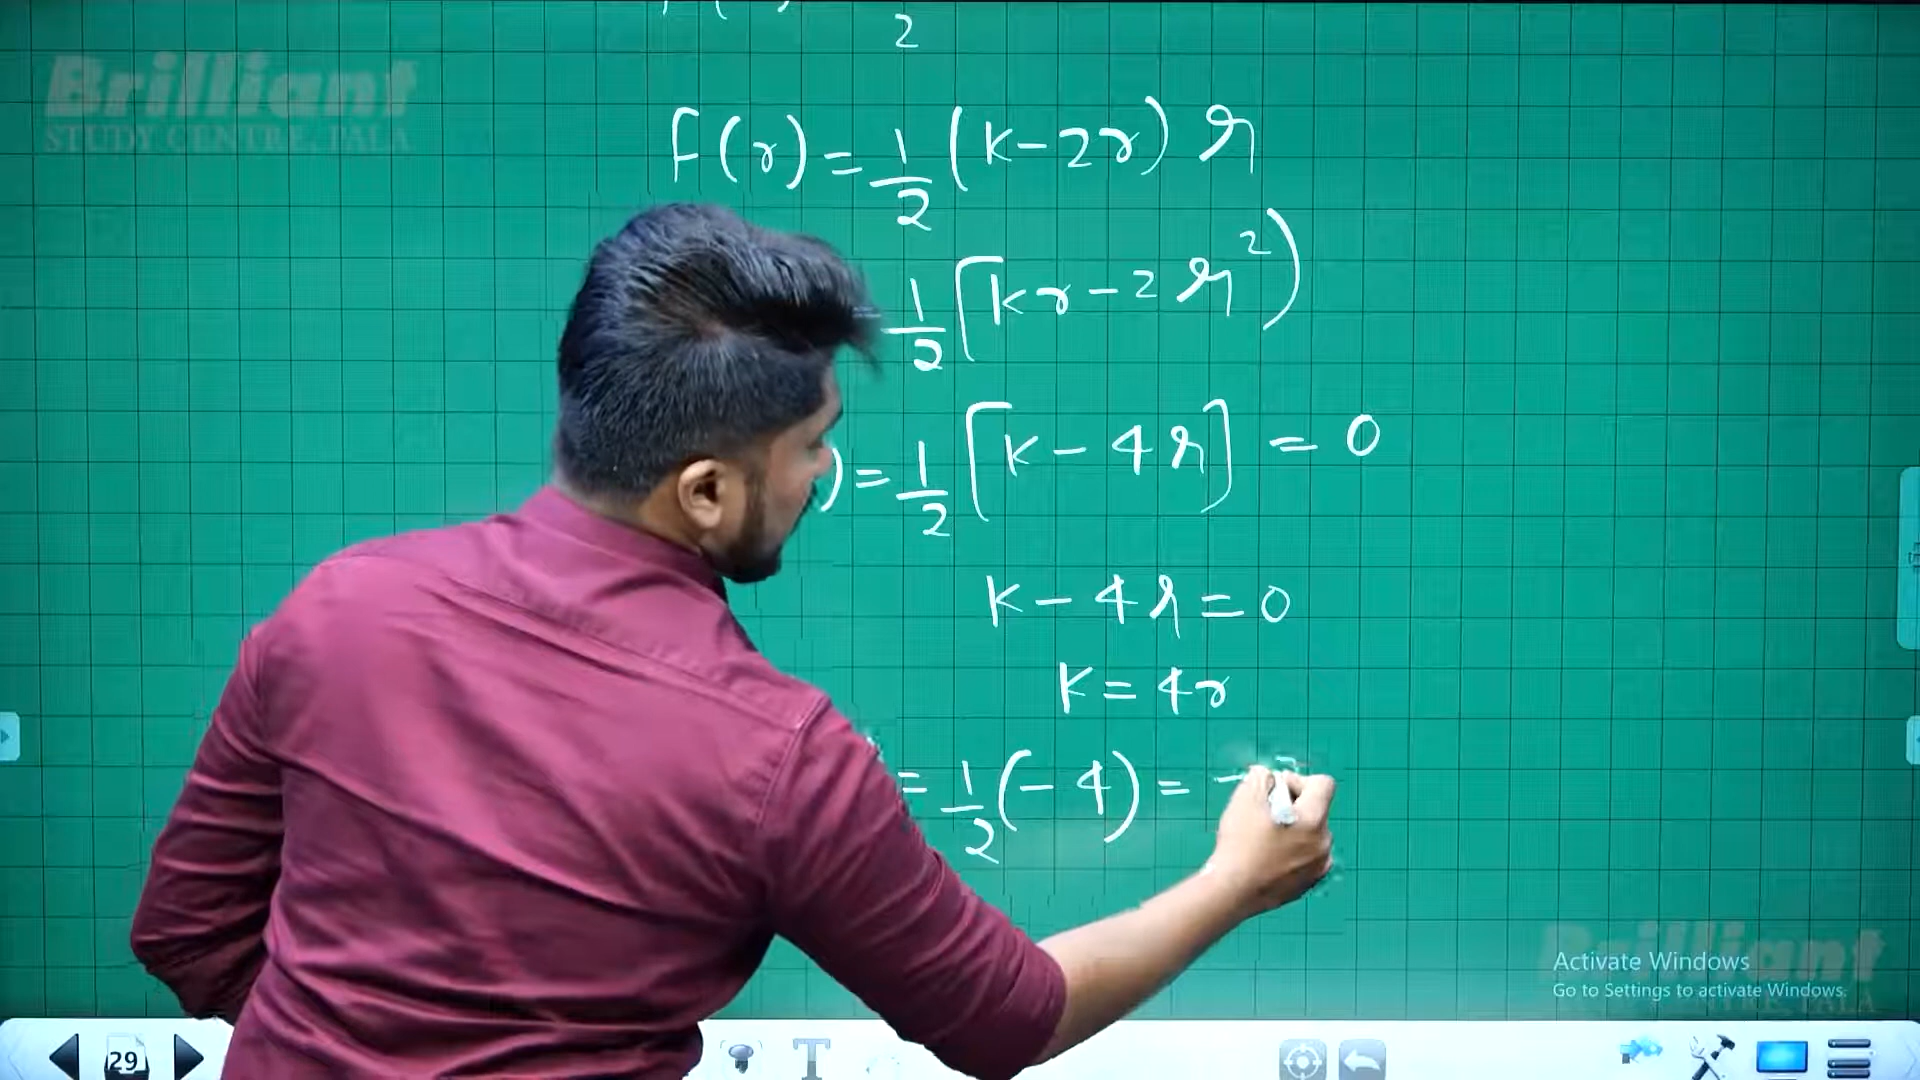 2
Brilliant
STUDY CENTRE, PALA
F(r) = 1/2 (k-2r) r
= 1/2 [kr-2r²)
) = 1/2 [k-4r] = 0
k-4r=0
k=4r
= 1/2 (-4) = -
Brilliant
Activate Windows
Go to Settings to activate Windows.
29
T